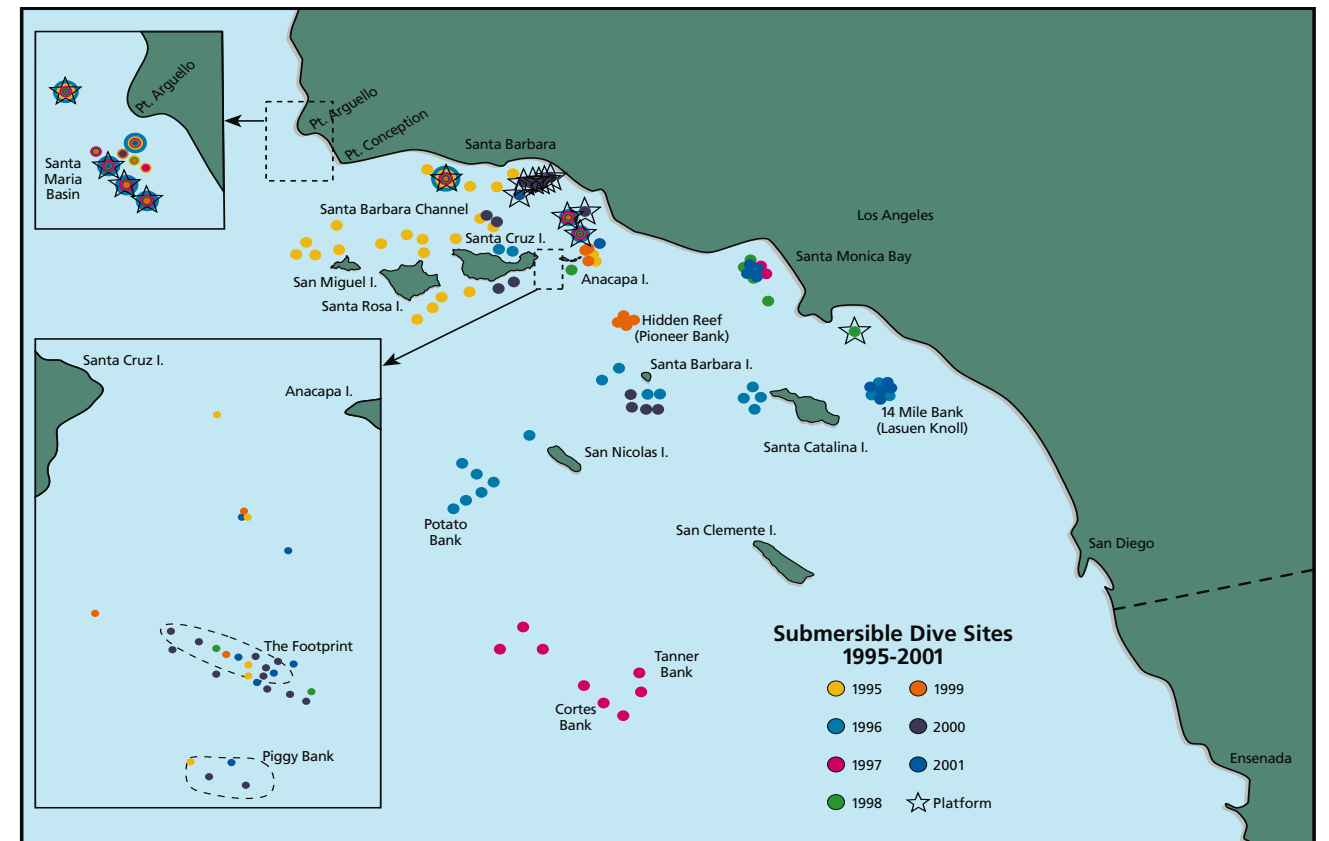 Pt. Arguello
Santa
Maria
Basin
Pt. Arguello
Pt. Conception
Santa Barbara
Santa Barbara Channel
Santa Cruz I.
San Miguel I.
Santa Rosa I.
Anacapa I.
Los Angeles
Santa Monica Bay
Hidden Reef
(Pioneer Bank)
Santa Barbara I.
14 Mile Bank
(Lasuen Knoll)
Santa Catalina I.
San Nicolas I.
Potato
Bank
San Clemente I.
San Diego
Tanner
Bank
Cortes
Bank
Ensenada
Santa Cruz I.
Anacapa I.
The Footprint
Piggy Bank
Submersible Dive Sites
1995-2001
1995
1999
1996
2000
1997
2001
1998
Platform